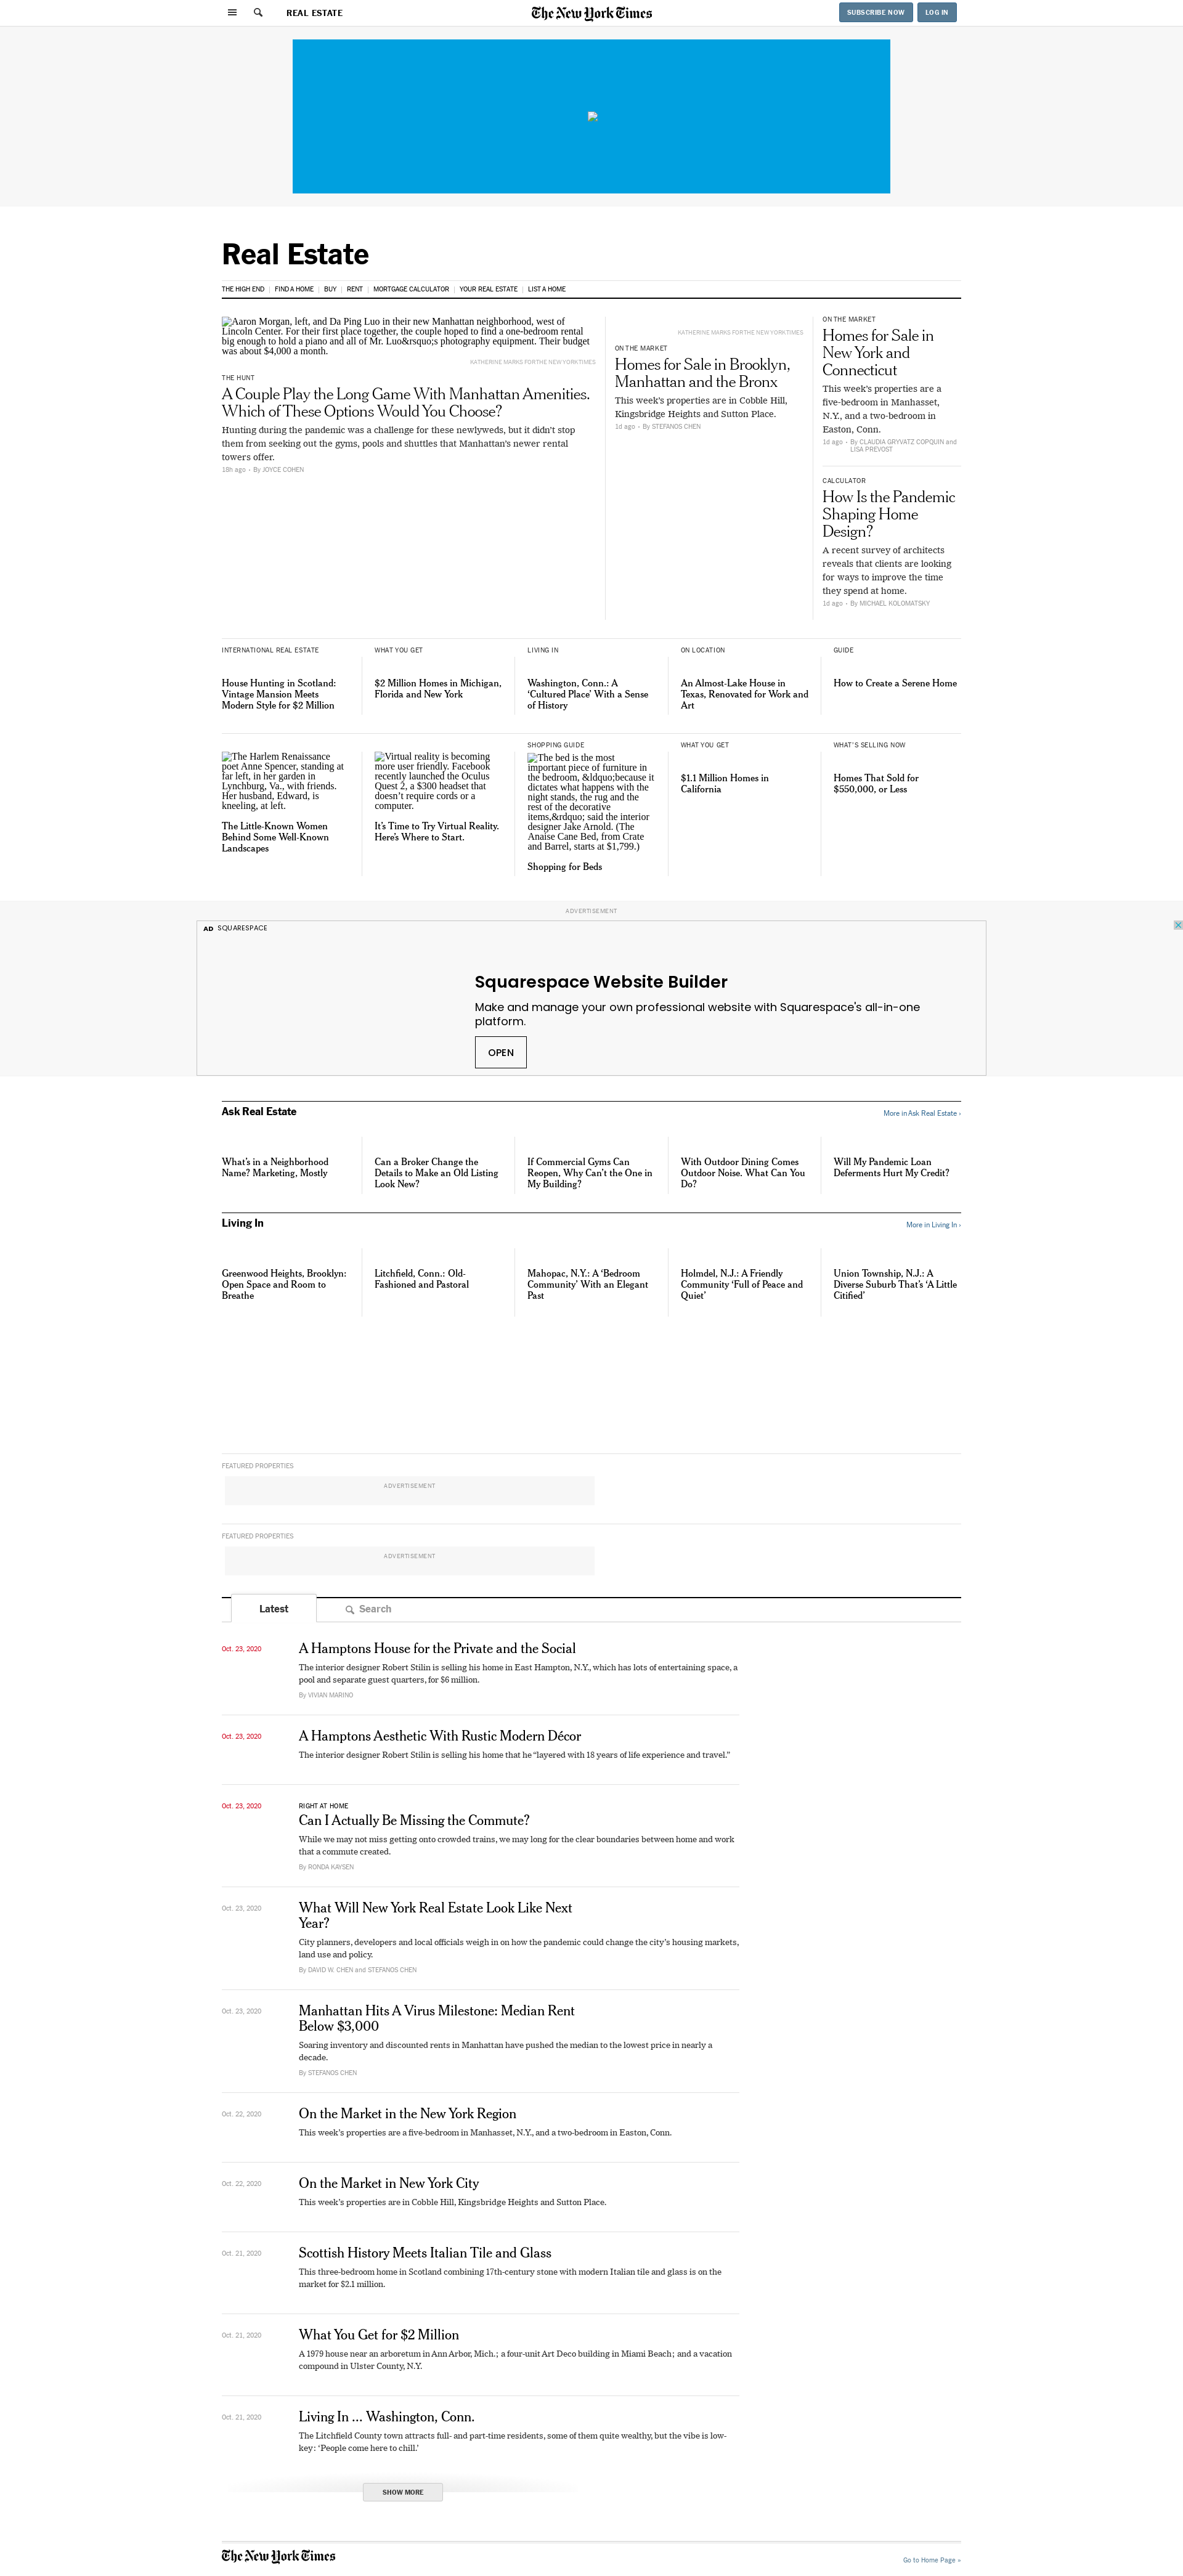 REAL ESTATE
The New York Times
SUBSCRIBE NOW
LOG IN
Real Estate
THE HIGH END | FIND A HOME | BUY | RENT | MORTGAGE CALCULATOR | YOUR REAL ESTATE | LIST A HOME
Aaron Morgan, left, and Da Ping Luo in their new Manhattan neighborhood, west of
Lincoln Center. For their first place together, the couple hoped to find a one-bedroom rental
big enough to hold a piano and all of Mr. Luo&rsquo;s photography equipment. Their budget
was about $4,000 a month.
KATHERINE MARKS FOR THE NEW YORK TIMES
THE HUNT
A Couple Play the Long Game With Manhattan Amenities.
Which of These Options Would You Choose?
Hunting during the pandemic was a challenge for these newlyweds, but it didn't stop
them from seeking out the gyms, pools and shuttles that Manhattan's newer rental
towers offer.
18h ago - By JOYCE COHEN
KATHERINE MARKS FOR THE NEW YORK TIMES
ON THE MARKET
Homes for Sale in Brooklyn,
Manhattan and the Bronx
This week's properties are in Cobble Hill,
Kingsbridge Heights and Sutton Place.
1d ago - By STEFANOS CHEN
ON THE MARKET
Homes for Sale in
New York and
Connecticut
This week's properties are a
five-bedroom in Manhasset,
N.Y., and a two-bedroom in
Easton, Conn.
1d ago - By CLAUDIA GRYVATZ COPQUIN and
LISA PREVOST
CALCULATOR
How Is the Pandemic
Shaping Home
Design?
A recent survey of architects
reveals that clients are looking
for ways to improve the time
they spend at home.
1d ago - By MICHAEL KOLOMATSKY
INTERNATIONAL REAL ESTATE
House Hunting in Scotland:
Vintage Mansion Meets
Modern Style for $2 Million
WHAT YOU GET
$2 Million Homes in Michigan,
Florida and New York
LIVING IN
Washington, Conn.: A
‘Cultured Place’ With a Sense
of History
ON LOCATION
An Almost-Lake House in
Texas, Renovated for Work and
Art
GUIDE
How to Create a Serene Home
The Harlem Renaissance
poet Anne Spencer, standing at
far left, in her garden in
Lynchburg, Va., with friends.
Her husband, Edward, is
kneeling, at left.
The Little-Known Women
Behind Some Well-Known
Landscapes
Virtual reality is becoming
more user friendly. Facebook
recently launched the Oculus
Quest 2, a $300 headset that
doesn’t require cords or a
computer.
It’s Time to Try Virtual Reality.
Here’s Where to Start.
SHOPPING GUIDE
The bed is the most
important piece of furniture in
the bedroom, &ldquo;because it
dictates what happens with the
night stands, the rug and the
rest of the decorative
items,&rdquo; said the interior
designer Jake Arnold. (The
Anaise Cane Bed, from Crate
and Barrel, starts at $1,799.)
Shopping for Beds
WHAT YOU GET
$1.1 Million Homes in
California
WHAT'S SELLING NOW
Homes That Sold for
$550,000, or Less
ADVERTISEMENT
AD SQUARESPACE
Squarespace Website Builder
Make and manage your own professional website with Squarespace's all-in-one
platform.
OPEN
Ask Real Estate
More in Ask Real Estate ›
What’s in a Neighborhood
Name? Marketing, Mostly
Can a Broker Change the
Details to Make an Old Listing
Look New?
If Commercial Gyms Can
Reopen, Why Can’t the One in
My Building?
With Outdoor Dining Comes
Outdoor Noise. What Can You
Do?
Will My Pandemic Loan
Deferments Hurt My Credit?
Living In
More in Living In ›
Greenwood Heights, Brooklyn:
Open Space and Room to
Breathe
Litchfield, Conn.: Old-
Fashioned and Pastoral
Mahopac, N.Y.: A ‘Bedroom
Community’ With an Elegant
Past
Holmdel, N.J.: A Friendly
Community ‘Full of Peace and
Quiet’
Union Township, N.J.: A
Diverse Suburb That’s ‘A Little
Citified’
FEATURED PROPERTIES
ADVERTISEMENT
FEATURED PROPERTIES
ADVERTISEMENT
Latest
Search
Oct. 23, 2020
A Hamptons House for the Private and the Social
The interior designer Robert Stilin is selling his home in East Hampton, N.Y., which has lots of entertaining space, a
pool and separate guest quarters, for $6 million.
By VIVIAN MARINO
Oct. 23, 2020
A Hamptons Aesthetic With Rustic Modern Décor
The interior designer Robert Stilin is selling his home that he “layered with 18 years of life experience and travel.”
Oct. 23, 2020
RIGHT AT HOME
Can I Actually Be Missing the Commute?
While we may not miss getting onto crowded trains, we may long for the clear boundaries between home and work
that a commute created.
By RONDA KAYSEN
Oct. 23, 2020
What Will New York Real Estate Look Like Next
Year?
City planners, developers and local officials weigh in on how the pandemic could change the city’s housing markets,
land use and policy.
By DAVID W. CHEN and STEFANOS CHEN
Oct. 23, 2020
Manhattan Hits A Virus Milestone: Median Rent
Below $3,000
Soaring inventory and discounted rents in Manhattan have pushed the median to the lowest price in nearly a
decade.
By STEFANOS CHEN
Oct. 22, 2020
On the Market in the New York Region
This week’s properties are a five-bedroom in Manhasset, N.Y., and a two-bedroom in Easton, Conn.
Oct. 22, 2020
On the Market in New York City
This week’s properties are in Cobble Hill, Kingsbridge Heights and Sutton Place.
Oct. 21, 2020
Scottish History Meets Italian Tile and Glass
This three-bedroom home in Scotland combining 17th-century stone with modern Italian tile and glass is on the
market for $2.1 million.
Oct. 21, 2020
What You Get for $2 Million
A 1979 house near an arboretum in Ann Arbor, Mich.; a four-unit Art Deco building in Miami Beach; and a vacation
compound in Ulster County, N.Y.
Oct. 21, 2020
Living In ... Washington, Conn.
The Litchfield County town attracts full- and part-time residents, some of them quite wealthy, but the vibe is low-
key: ‘People come here to chill.’
SHOW MORE
The New York Times
Go to Home Page »